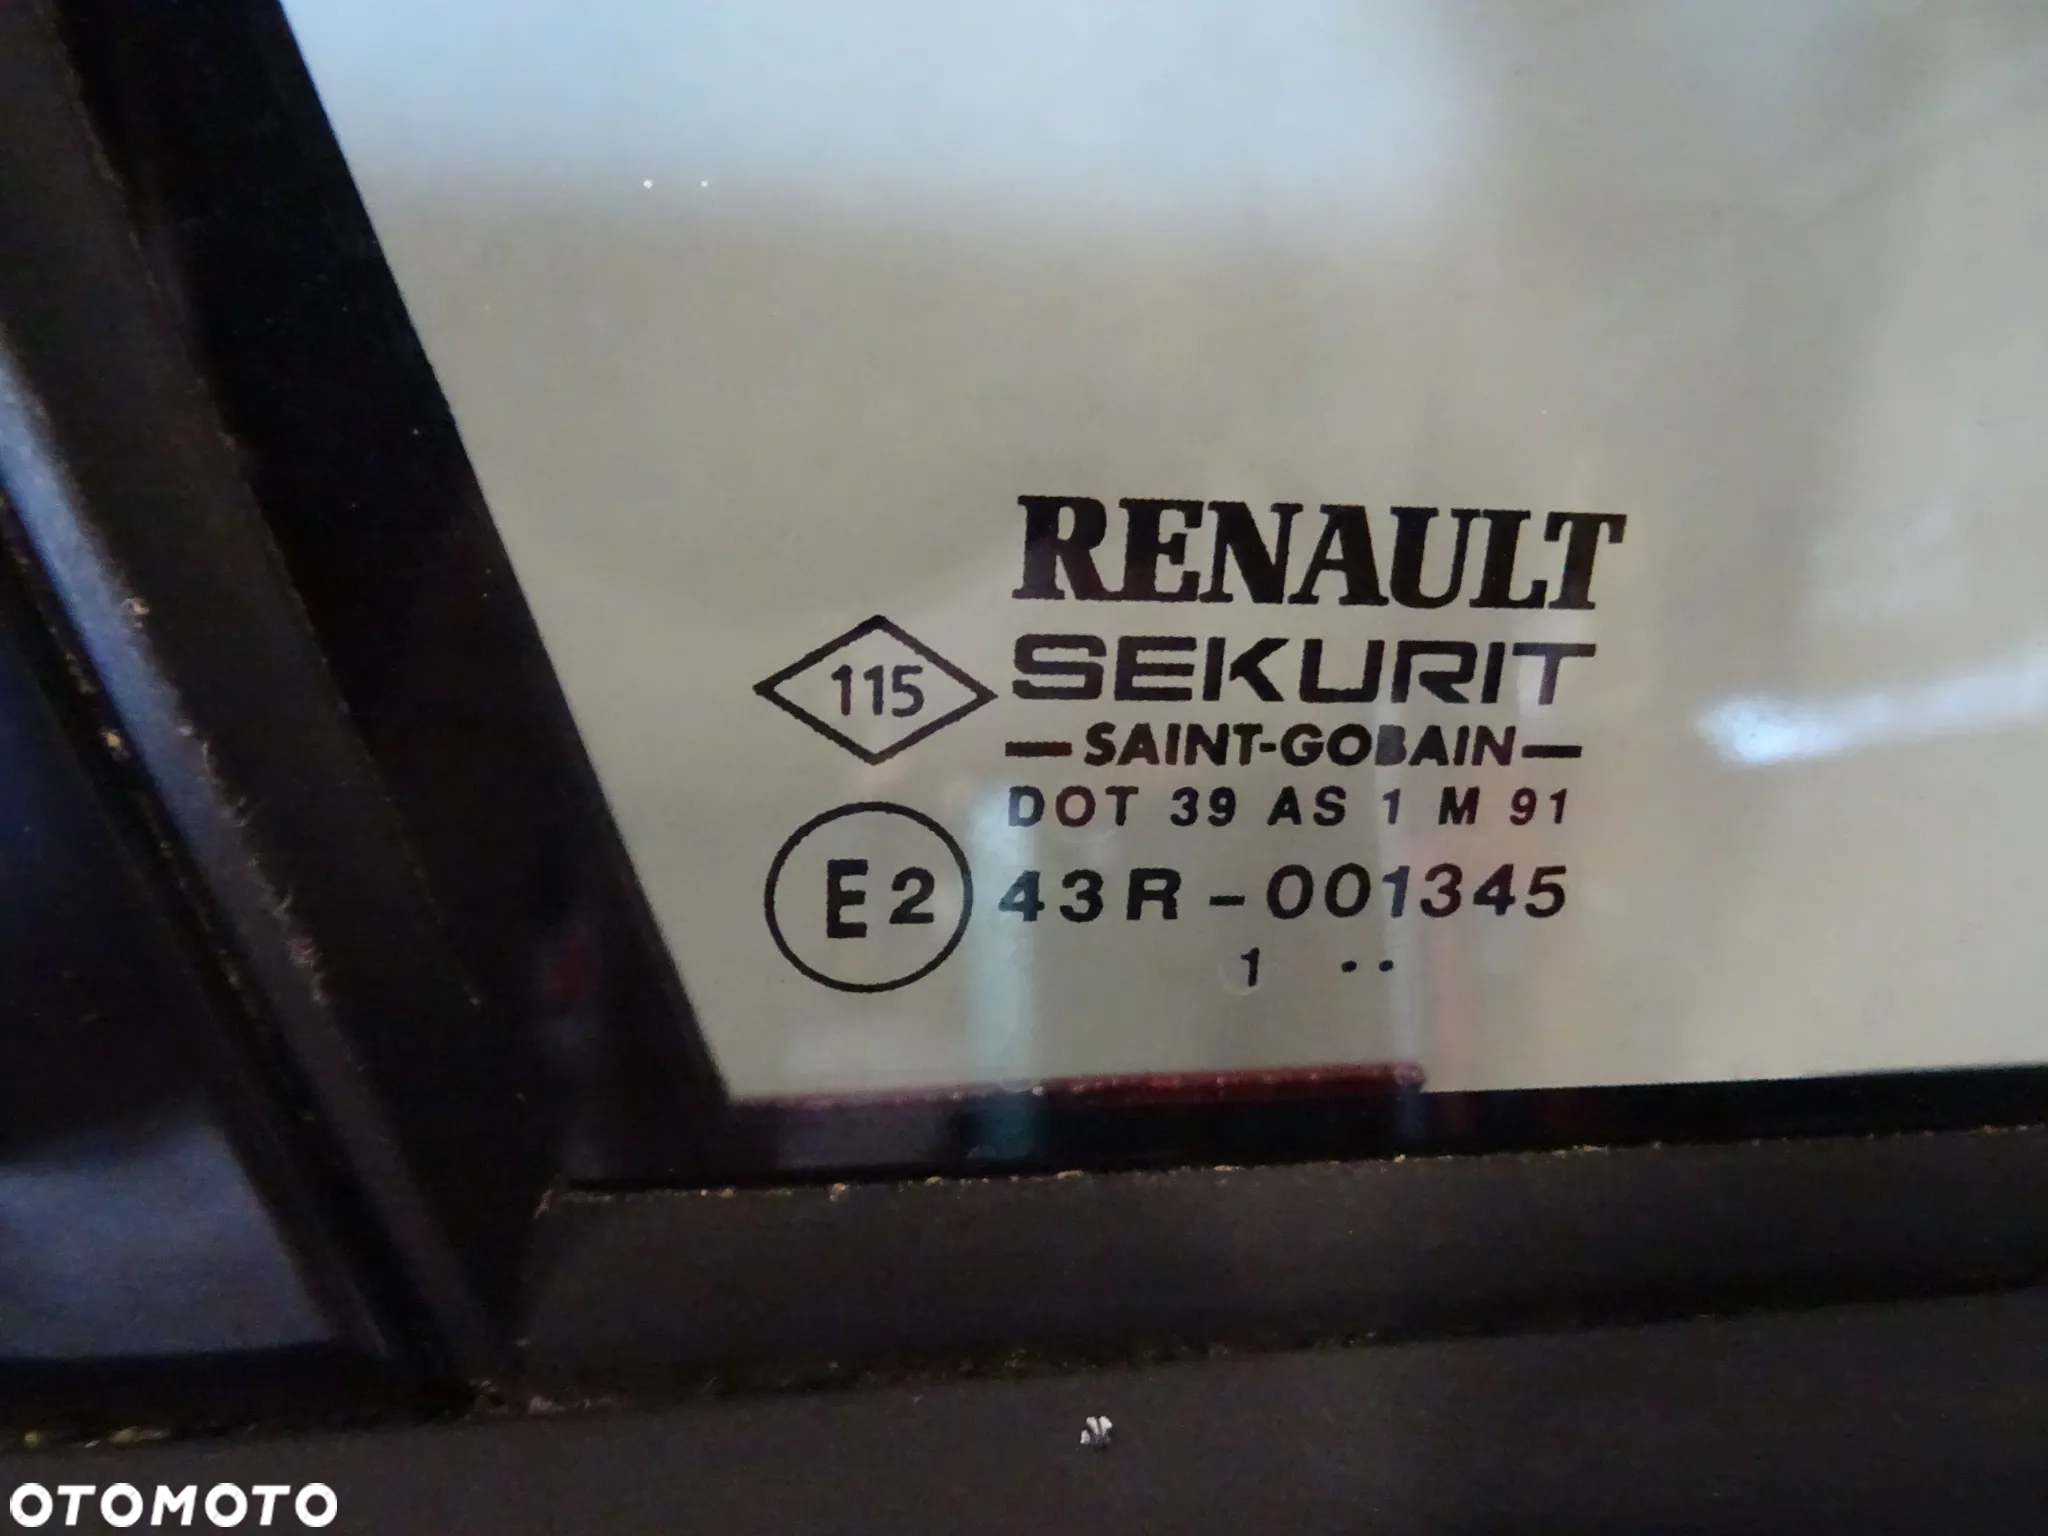 RENAULT
115
SEKURIT
— SAINT-GOBAIN —
DOT 39 AS 1 M 91
E2 43R-001345
1 ··
OTOMOTO